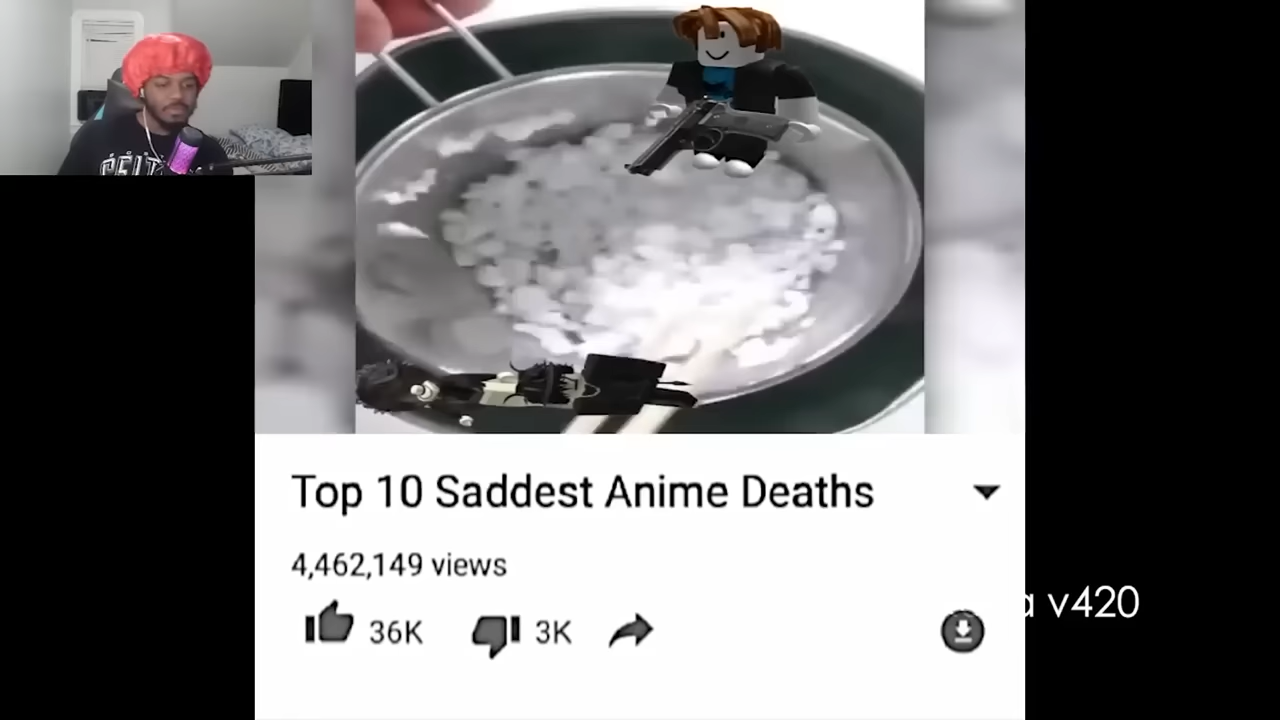 Top 10 Saddest Anime Deaths
4,462,149 views
36K
3K
v420